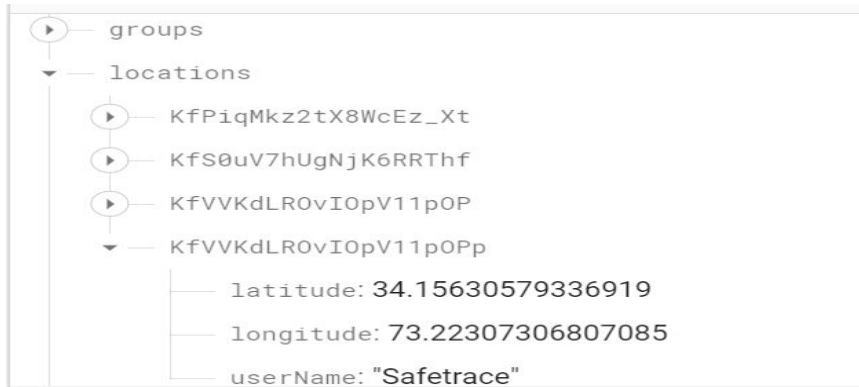 groups
locations
KfPiqMkz2tX8WcEz_Xt
KfS0uV7hUgNjK6RRThf
KfVVKdLROvIOpV11pOP
KfVVKdLROvIOpV11pOPp
latitude: 34.15630579336919
longitude: 73.22307306807085
userName: "Safetrace"